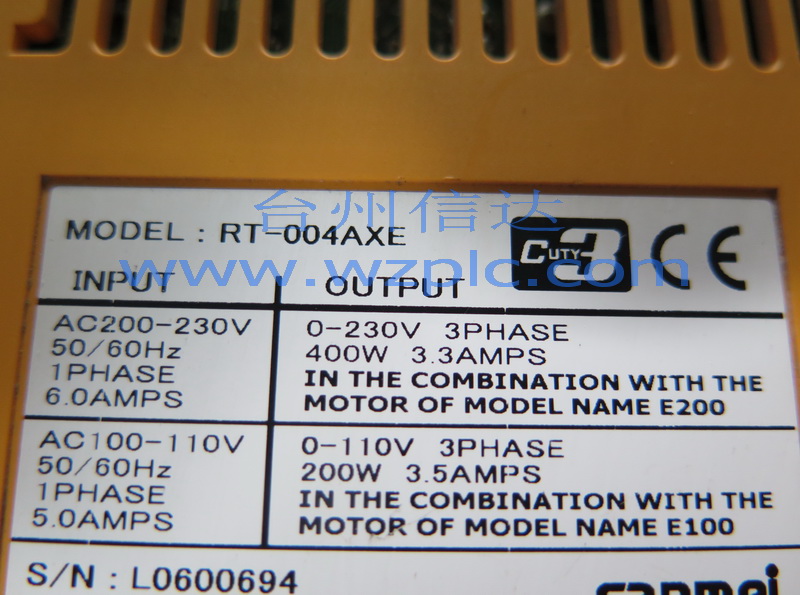 台州信达
MODEL : RT-004AXE
CUTY 3
CE
www.wzplc.com
INPUT
OUTPUT
AC200-230V
50/60Hz
1PHASE
6.0AMPS
0-230V 3PHASE
400W 3.3AMPS
IN THE COMBINATION WITH THE
MOTOR OF MODEL NAME E200
AC100-110V
50/60Hz
1PHASE
5.0AMPS
0-110V 3PHASE
200W 3.5AMPS
IN THE COMBINATION WITH THE
MOTOR OF MODEL NAME E100
S/N : L0600694
sanmei